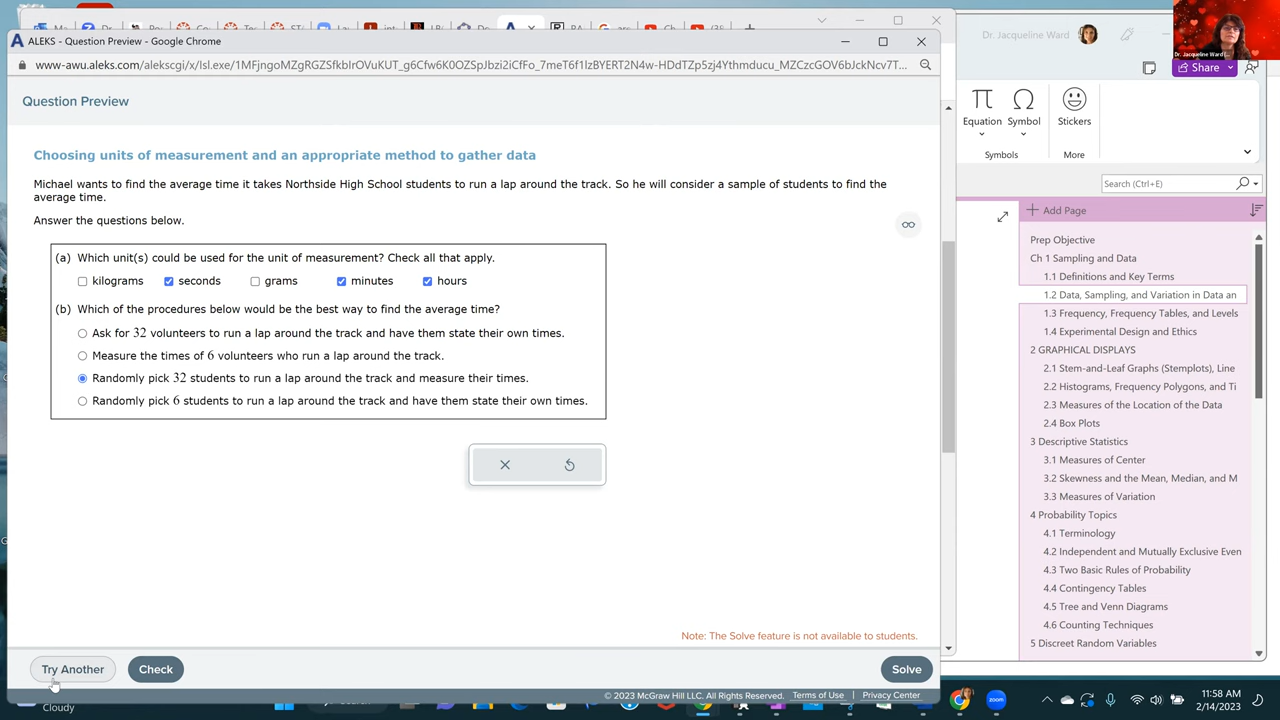 ALEKS - Question Preview - Google Chrome
www-awu.aleks.com/alekscgi/x/Isl.exe/
Question Preview
Choosing units of measurement and an appropriate method to gather data
Michael wants to find the average time it takes Northside High School students to run a lap around the track. So he will consider a sample of students to find the
average time.
Answer the questions below.
(a) Which unit(s) could be used for the unit of measurement? Check all that apply.
kilograms seconds grams minutes hours
(b) Which of the procedures below would be the best way to find the average time?
Ask for 32 volunteers to run a lap around the track and have them state their own times.
Measure the times of 6 volunteers who run a lap around the track.
Randomly pick 32 students to run a lap around the track and measure their times.
Randomly pick 6 students to run a lap around the track and have them state their own times.
Note: The Solve feature is not available to students.
Try Another
Check
Solve
© 2023 McGraw Hill LLC. All Rights Reserved. Terms of Use | Privacy Center
Dr. Jacqueline Ward
Dr. Jacqueline Ward
Share
Equation
Symbol
Stickers
Symbols
More
Search (Ctrl+E)
Add Page
Prep Objective
Ch 1 Sampling and Data
1.1 Definitions and Key Terms
1.2 Data, Sampling, and Variation in Data an
1.3 Frequency, Frequency Tables, and Levels
1.4 Experimental Design and Ethics
2 GRAPHICAL DISPLAYS
2.1 Stem-and-Leaf Graphs (Stemplots), Line
2.2 Histograms, Frequency Polygons, and Ti
2.3 Measures of the Location of the Data
2.4 Box Plots
3 Descriptive Statistics
3.1 Measures of Center
3.2 Skewness and the Mean, Median, and M
3.3 Measures of Variation
4 Probability Topics
4.1 Terminology
4.2 Independent and Mutually Exclusive Even
4.3 Two Basic Rules of Probability
4.4 Contingency Tables
4.5 Tree and Venn Diagrams
4.6 Counting Techniques
5 Discreet Random Variables
Cloudy
zoom
11:58 AM
2/14/2023